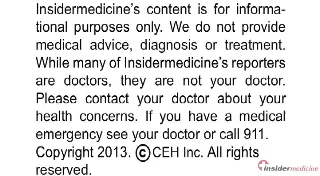 Insidermedicine's content is for informa-
tional purposes only. We do not provide
medical advice, diagnosis or treatment.
While many of Insidermedicine's reporters
are doctors, they are not your doctor.
Please contact your doctor about your
health concerns. If you have a medical
emergency see your doctor or call 911.
Copyright 2013. ©CEH Inc. All rights
reserved.
insidermedicine